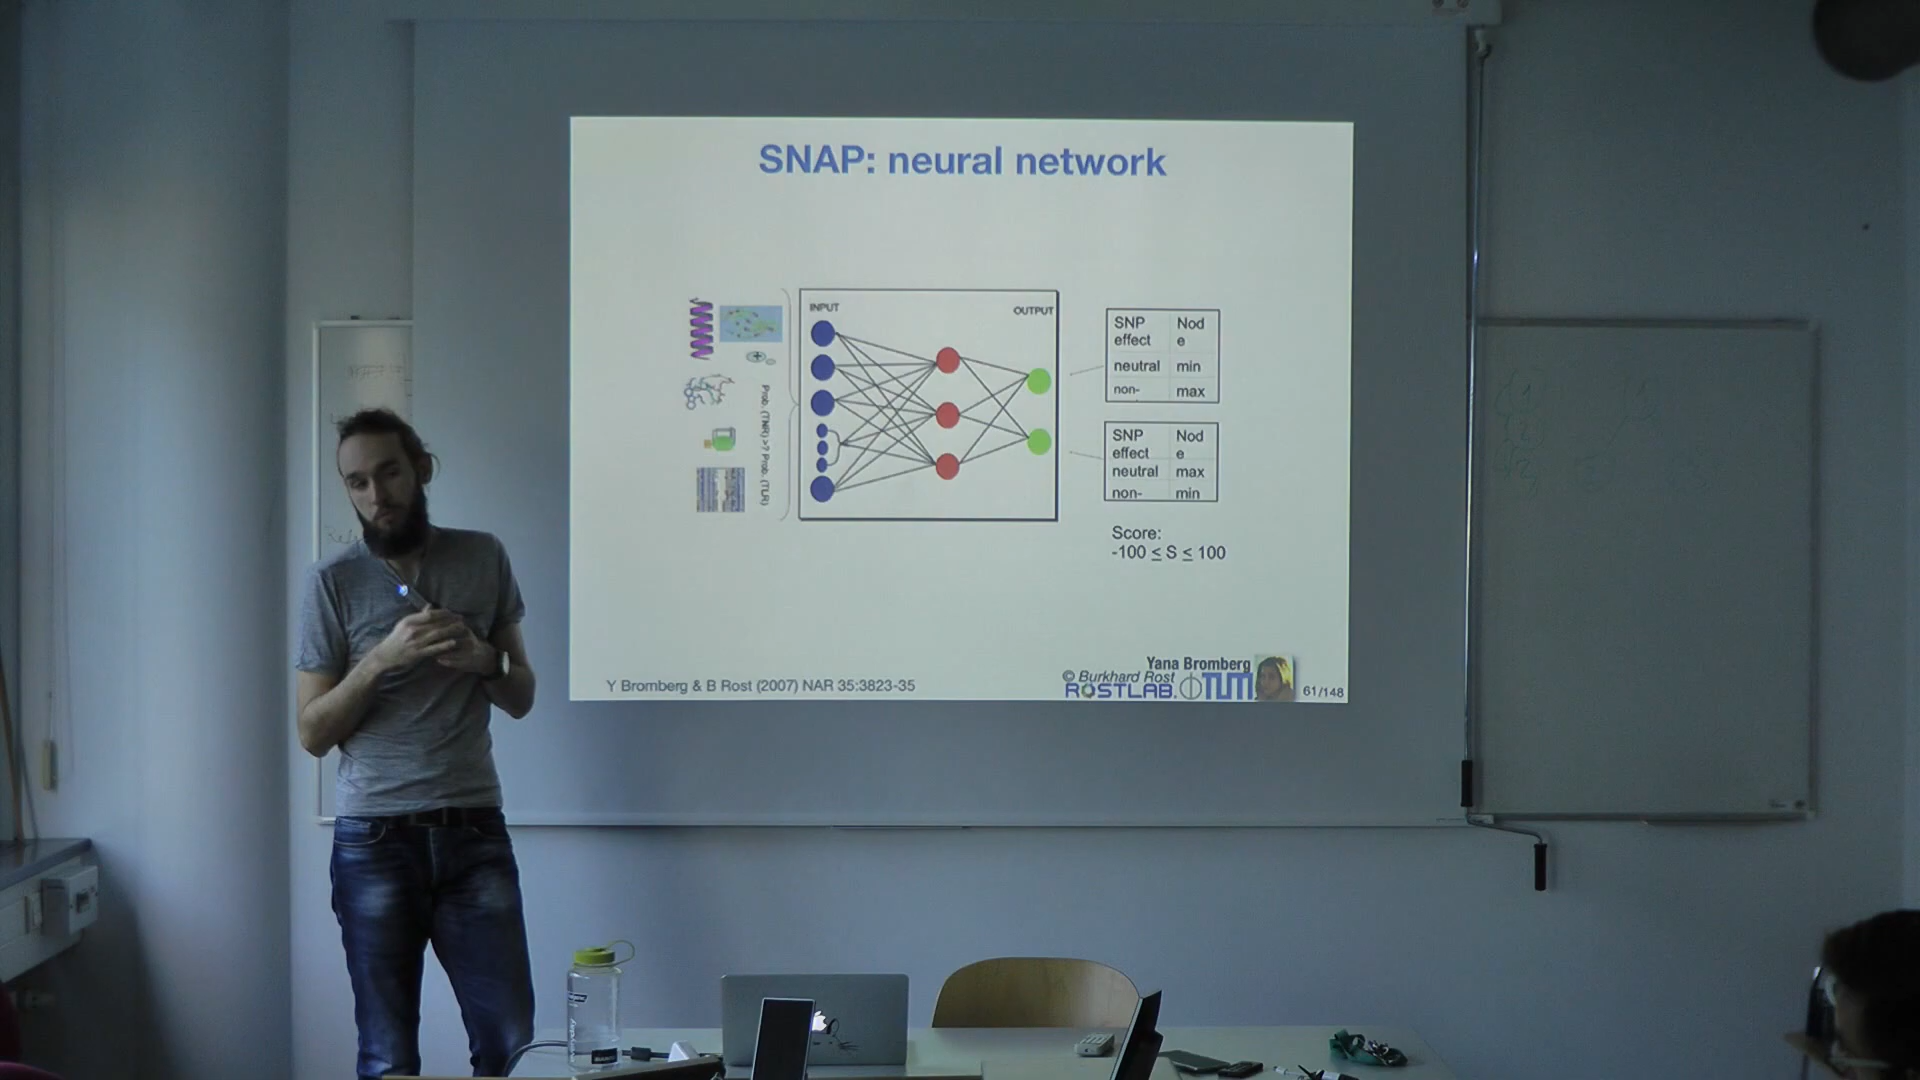 SNAP: neural network
INPUT
OUTPUT
Prob. (TNR) >? Prob. (TLR)
SNP effect
Nod
e
neutral
min
non-
max
SNP effect
Nod
e
neutral
max
non-
min
Score:
-100 ≤ S ≤ 100
Yana Bromberg
© Burkhard Rost
ROSTLAB.
TUM
Y Bromberg & B Rost (2007) NAR 35:3823-35
61/148